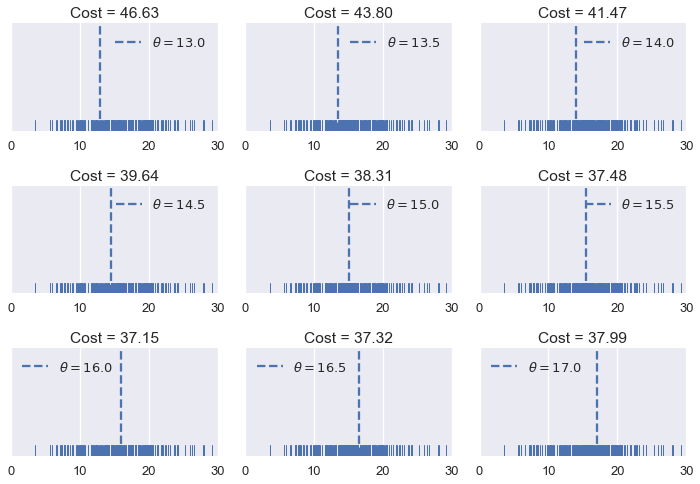 Cost = 46.63 Cost = 43.80 Cost = 41.47
θ = 13.0 θ = 13.5 θ = 14.0
0 10 20 30 0 10 20 30 0 10 20 30
Cost = 39.64 Cost = 38.31 Cost = 37.48
θ = 14.5 θ = 15.0 θ = 15.5
0 10 20 30 0 10 20 30 0 10 20 30
Cost = 37.15 Cost = 37.32 Cost = 37.99
θ = 16.0 θ = 16.5 θ = 17.0
0 10 20 30 0 10 20 30 0 10 20 30